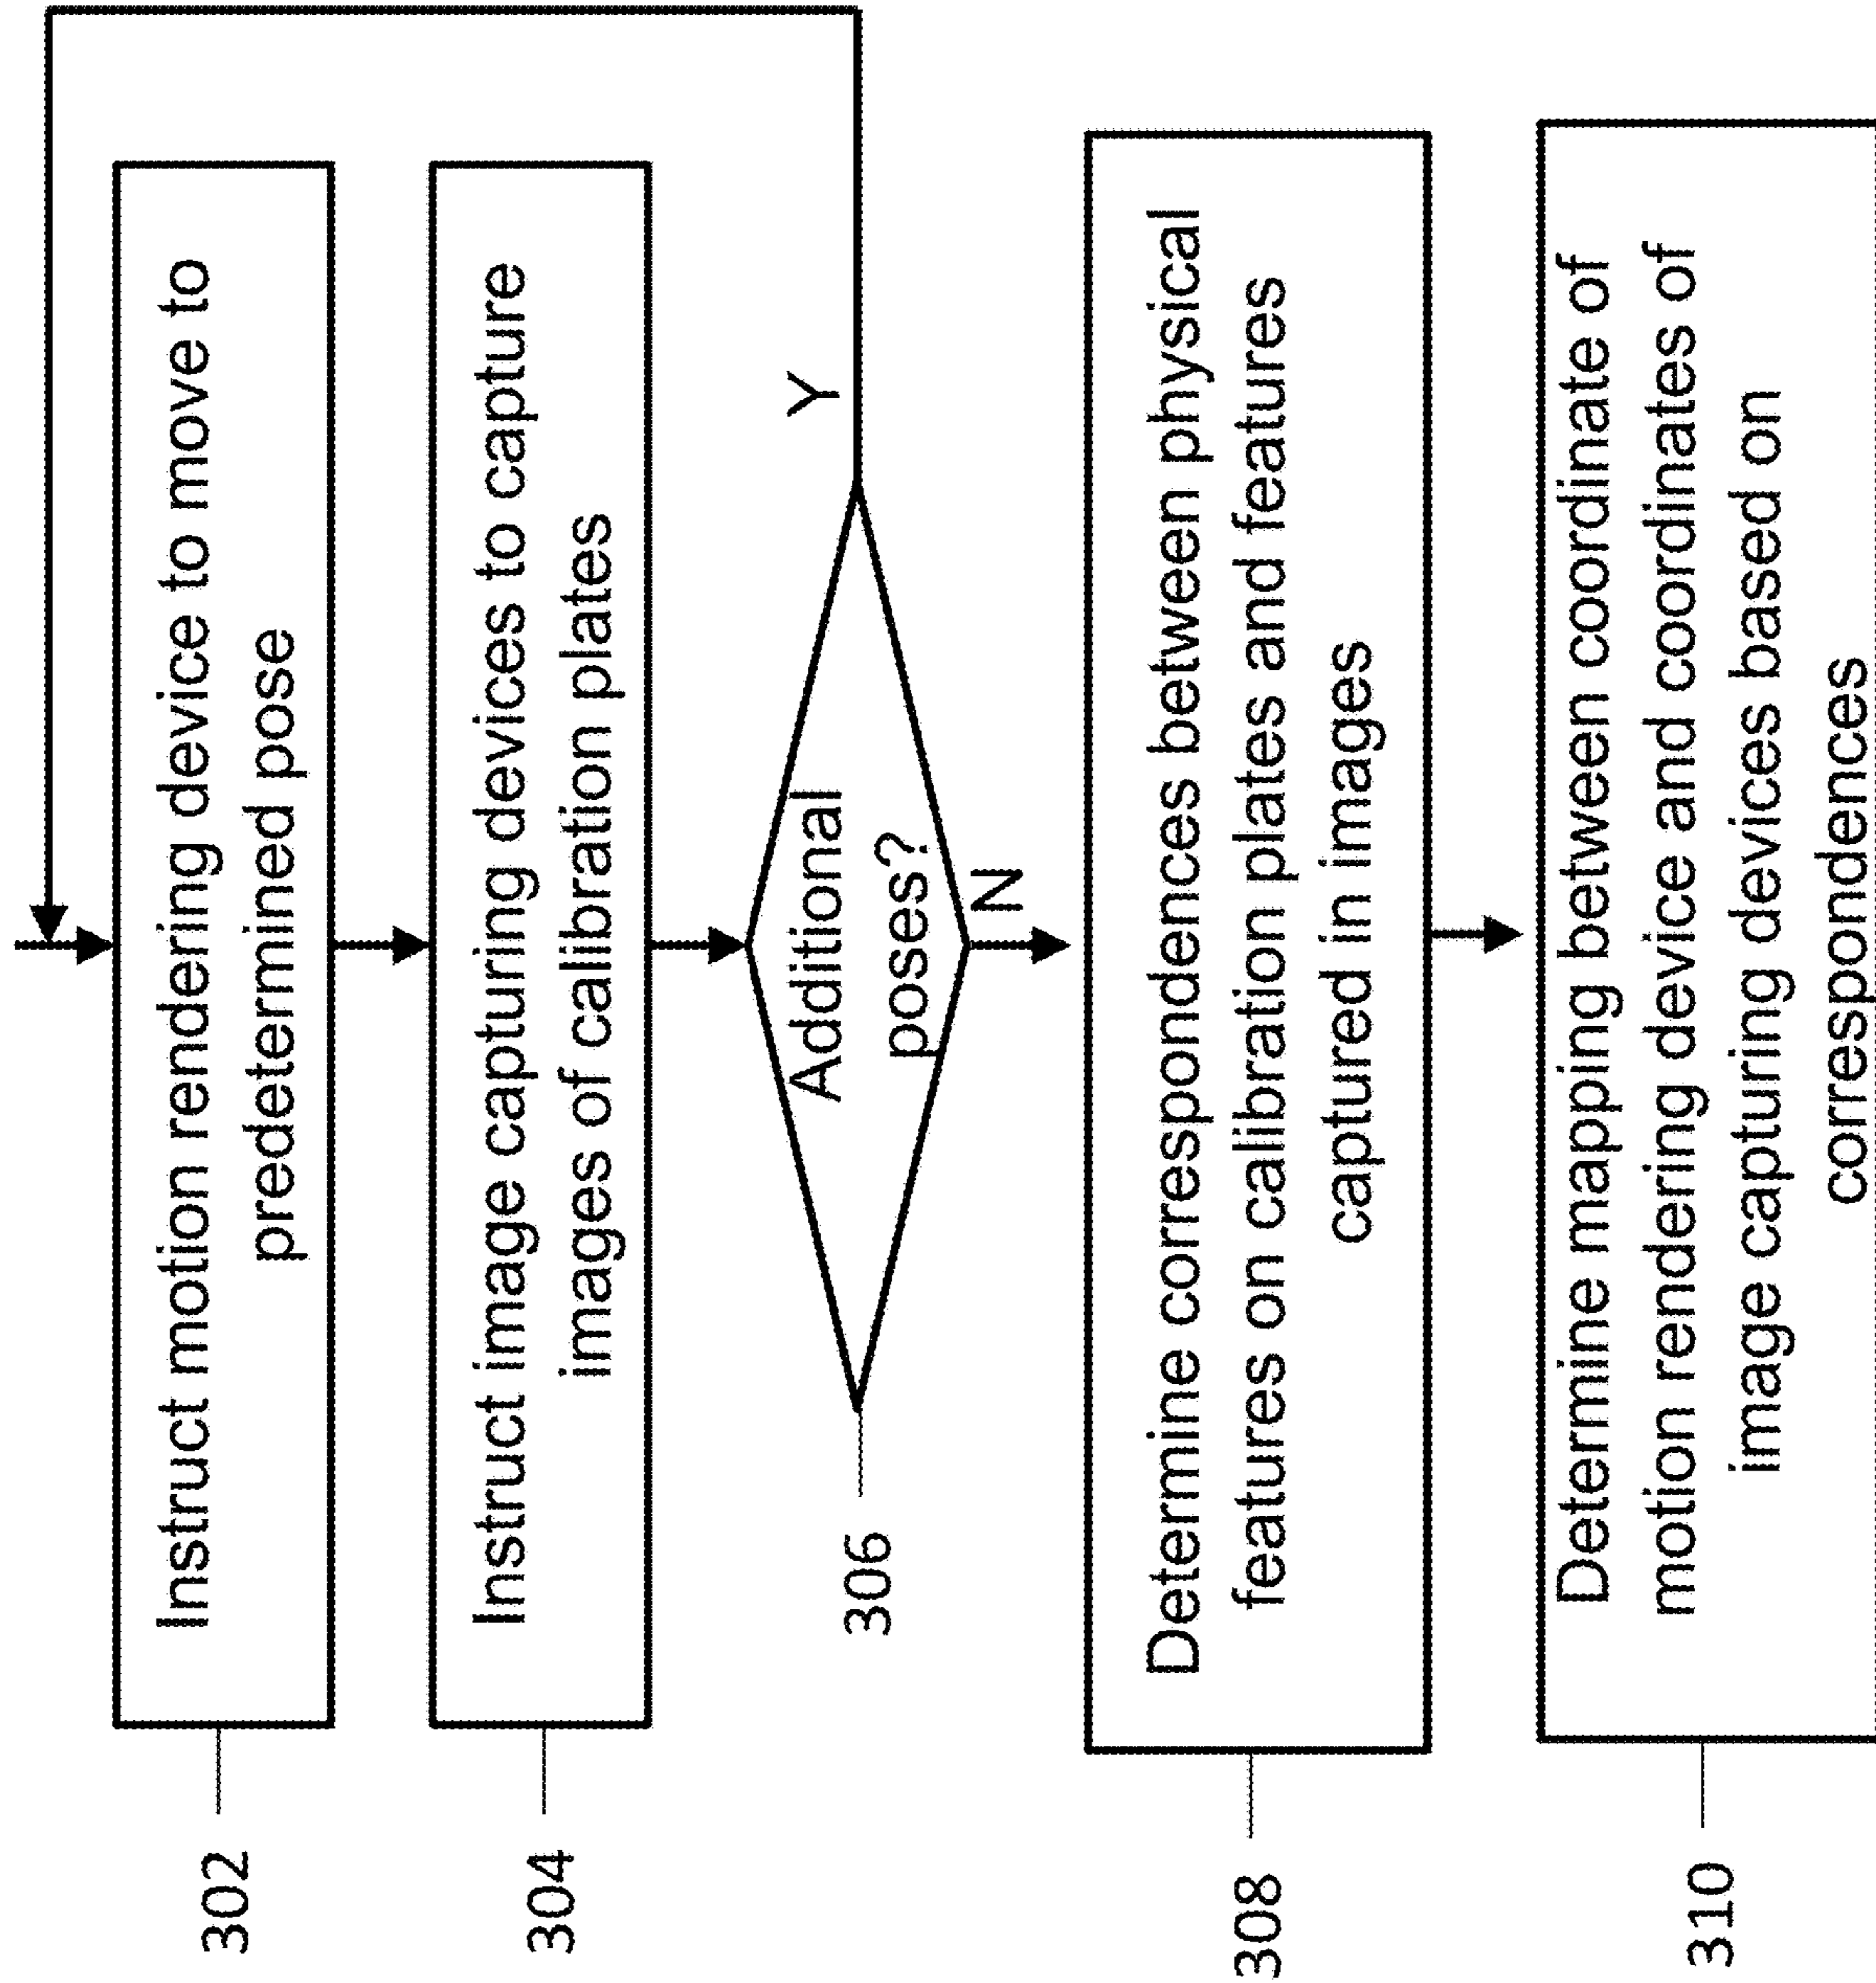 302
Instruct motion rendering device to move to
predetermined pose
304
Instruct image capturing devices to capture
images of calibration plates
306
Additional
poses?
Y
N
308
Determine correspondences between physical
features on calibration plates and features
captured in images
310
Determine mapping between coordinate of
motion rendering device and coordinates of
image capturing devices based on
correspondences